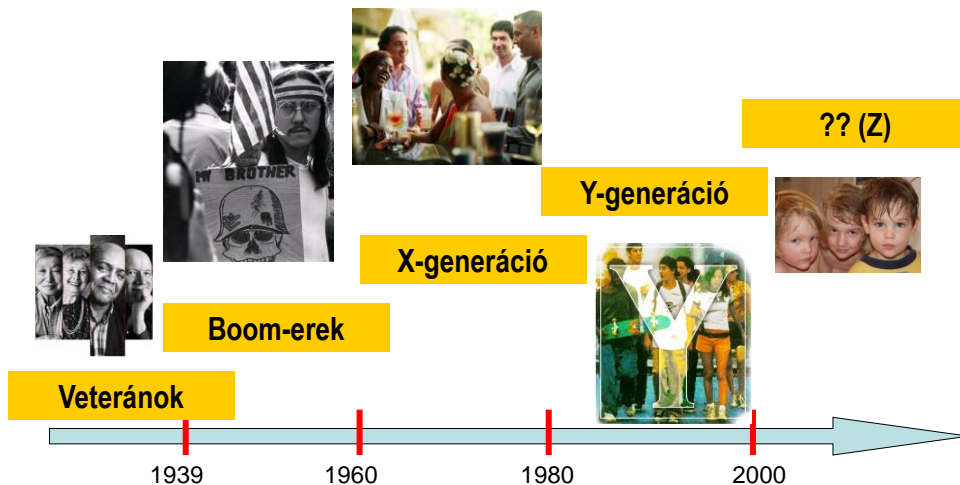 ?? (Z)
Y-generáció
X-generáció
MY BROTHER
Boom-erek
Y
Veteránok
1939
1960
1980
2000